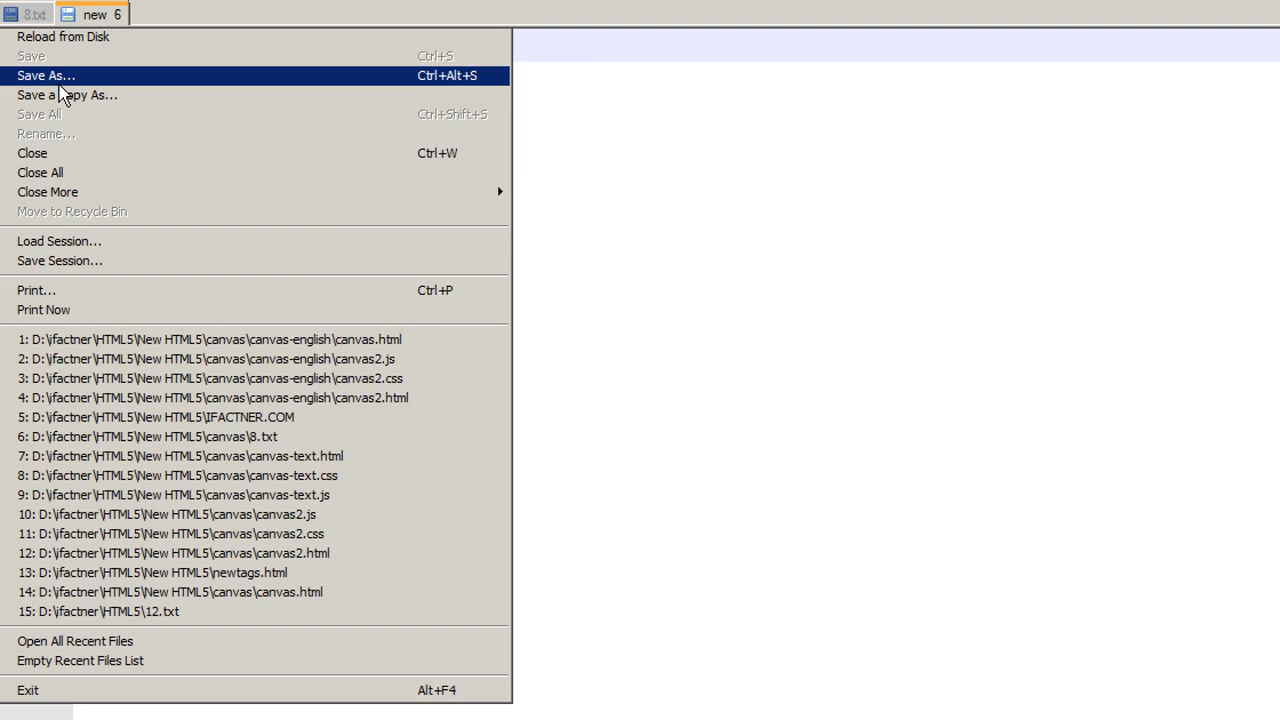 8.txt new 6
Reload from Disk
Save Ctrl+S
Save As... Ctrl+Alt+S
Save a As...
Save All Ctrl+Shift+S
Rename...
Close Ctrl+W
Close All
Close More
Move to Recycle Bin
Load Session...
Save Session...
Print... Ctrl+P
Print Now
1: D:\ifactner\HTML5\New HTML5\canvas\canvas-english\canvas.html
2: D:\ifactner\HTML5\New HTML5\canvas\canvas-english\canvas2.js
3: D:\ifactner\HTML5\New HTML5\canvas\canvas-english\canvas2.css
4: D:\ifactner\HTML5\New HTML5\canvas\canvas-english\canvas2.html
5: D:\ifactner\HTML5\New HTML5\IFACTNER.COM
6: D:\ifactner\HTML5\New HTML5\canvas\8.txt
7: D:\ifactner\HTML5\New HTML5\canvas\canvas-text.html
8: D:\ifactner\HTML5\New HTML5\canvas\canvas-text.css
9: D:\ifactner\HTML5\New HTML5\canvas\canvas-text.js
10: D:\ifactner\HTML5\New HTML5\canvas\canvas2.js
11: D:\ifactner\HTML5\New HTML5\canvas\canvas2.css
12: D:\ifactner\HTML5\New HTML5\canvas\canvas2.html
13: D:\ifactner\HTML5\New HTML5\newtags.html
14: D:\ifactner\HTML5\New HTML5\canvas\canvas.html
15: D:\ifactner\HTML5\12.txt
Open All Recent Files
Empty Recent Files List
Exit Alt+F4